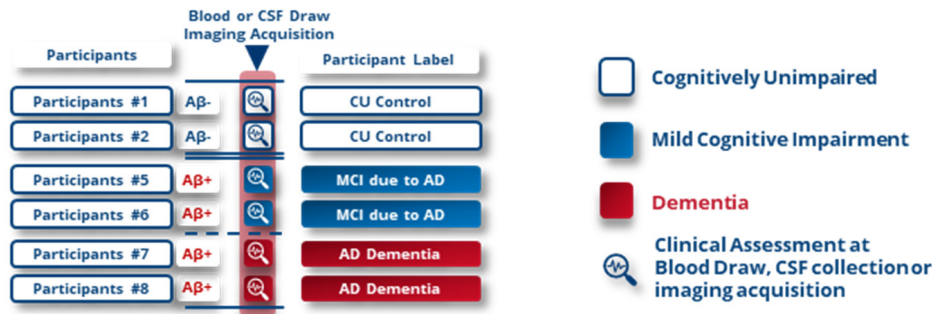 Blood or CSF Draw
Imaging Acquisition
Participants
Participant Label
Participants #1 Aβ- CU Control
Participants #2 Aβ- CU Control
Participants #5 Aβ+ MCI due to AD
Participants #6 Aβ+ MCI due to AD
Participants #7 Aβ+ AD Dementia
Participants #8 Aβ+ AD Dementia
Cognitively Unimpaired
Mild Cognitive Impairment
Dementia
Clinical Assessment at
Blood Draw, CSF collection or
imaging acquisition